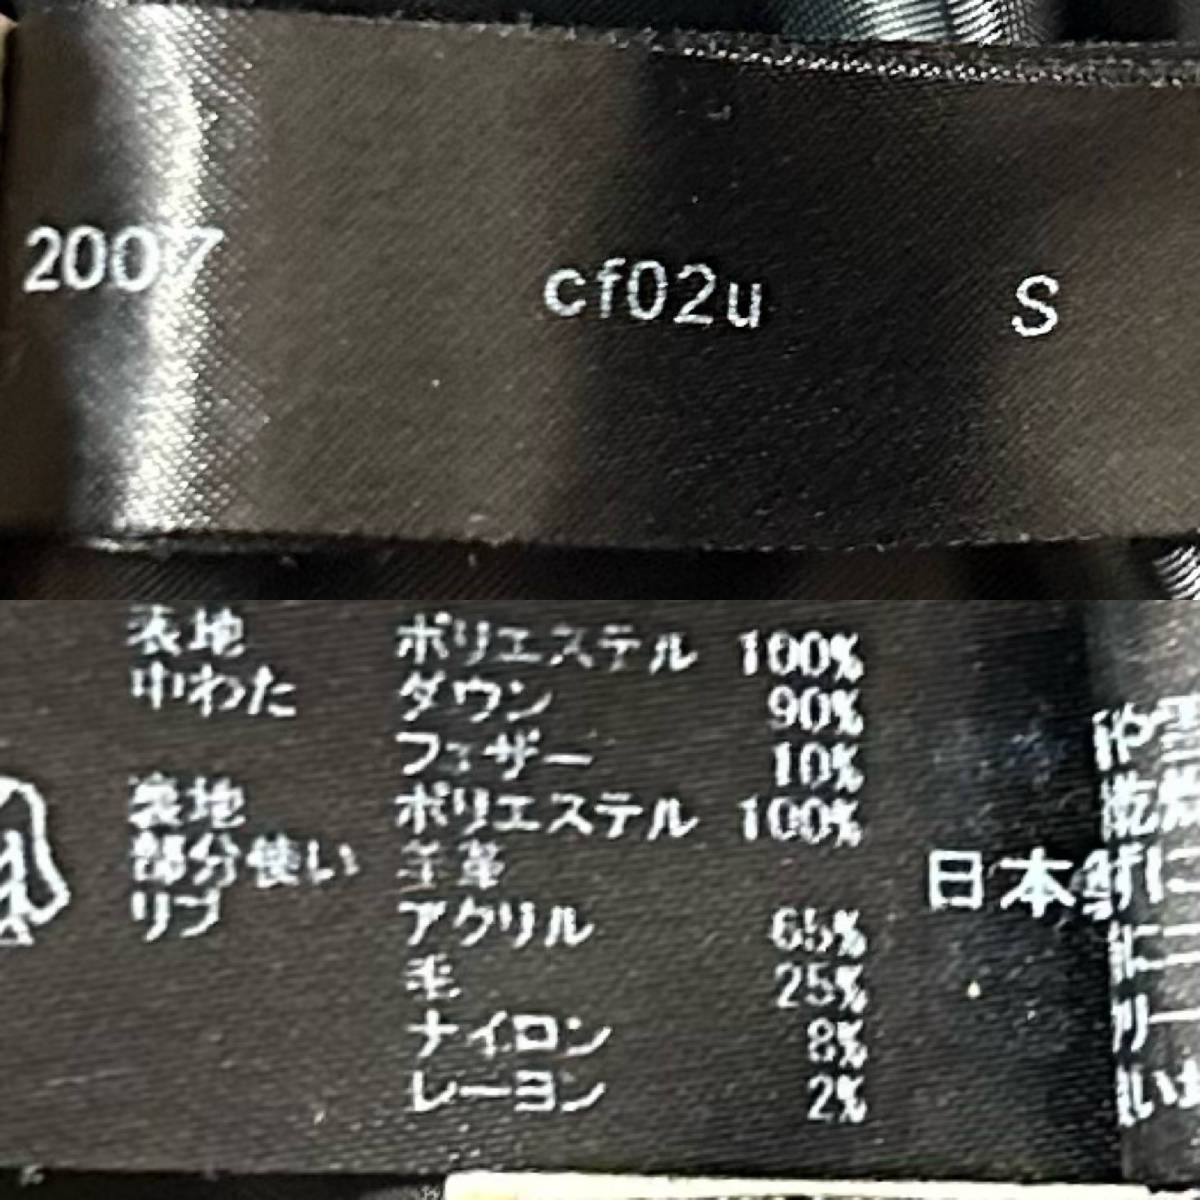 2007 cf02u S
表地 ポリエステル 100%
中わた ダウン 90%
フェザー 10%
裏地 ポリエステル 100%
部分使い 羊革
リブ アクリル 65%
毛 25%
ナイロン 8%
レーヨン 2%
日本製